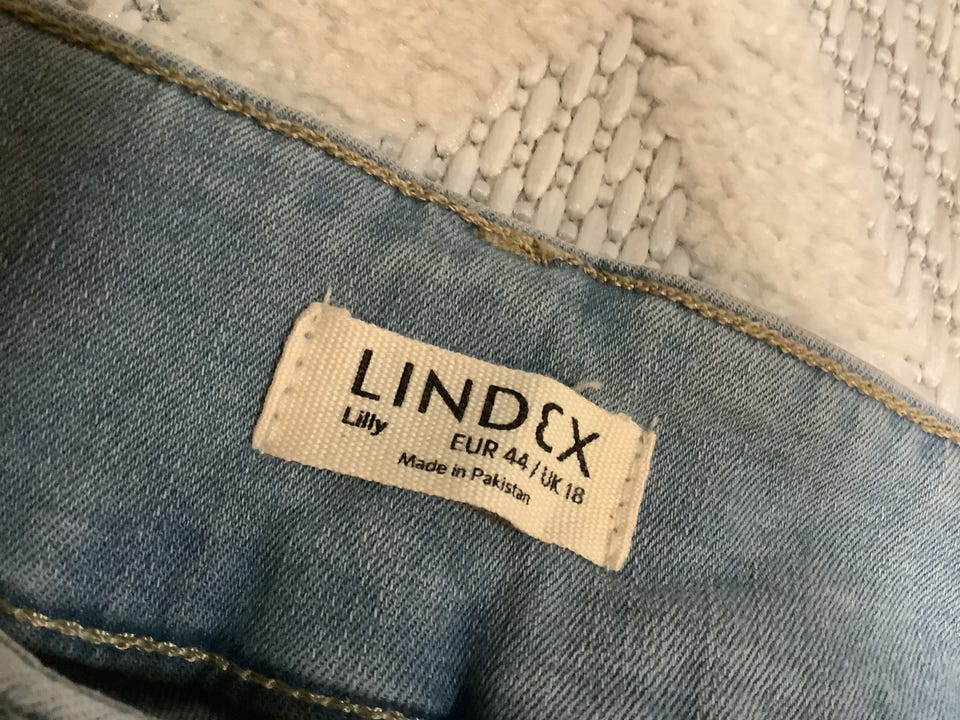 LINDEX
Lilly
EUR 44 / UK 18
Made in Pakistan